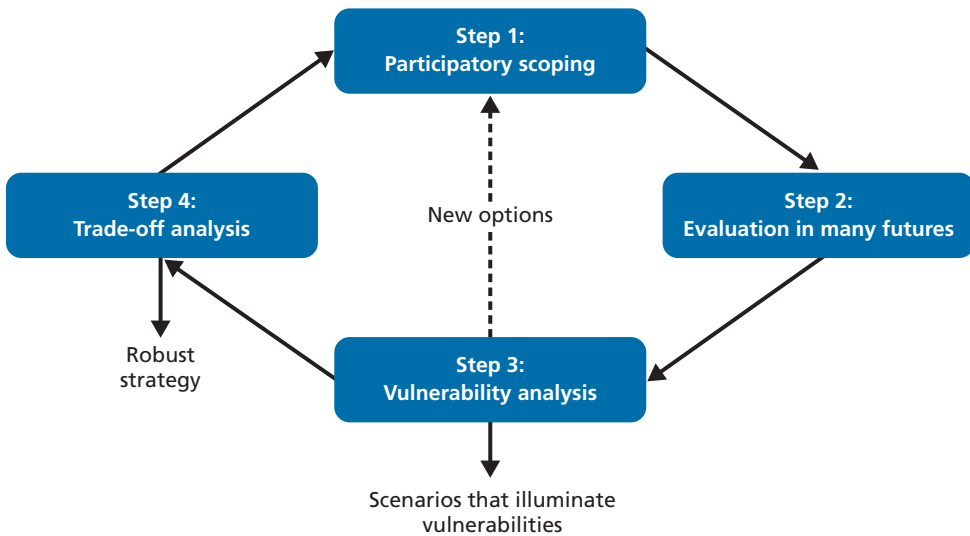 Step 1:
Participatory scoping
Step 4:
Trade-off analysis
Step 2:
Evaluation in many futures
New options
Robust
strategy
Step 3:
Vulnerability analysis
Scenarios that illuminate
vulnerabilities